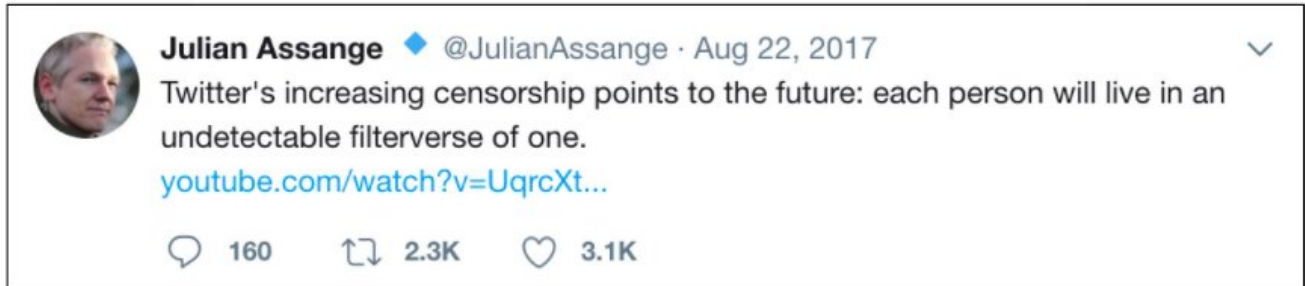 Julian Assange 🔷 @JulianAssange · Aug 22, 2017
Twitter's increasing censorship points to the future: each person will live in an
undetectable filterverse of one.
youtube.com/watch?v=UqrcXt...
160 2.3K 3.1K